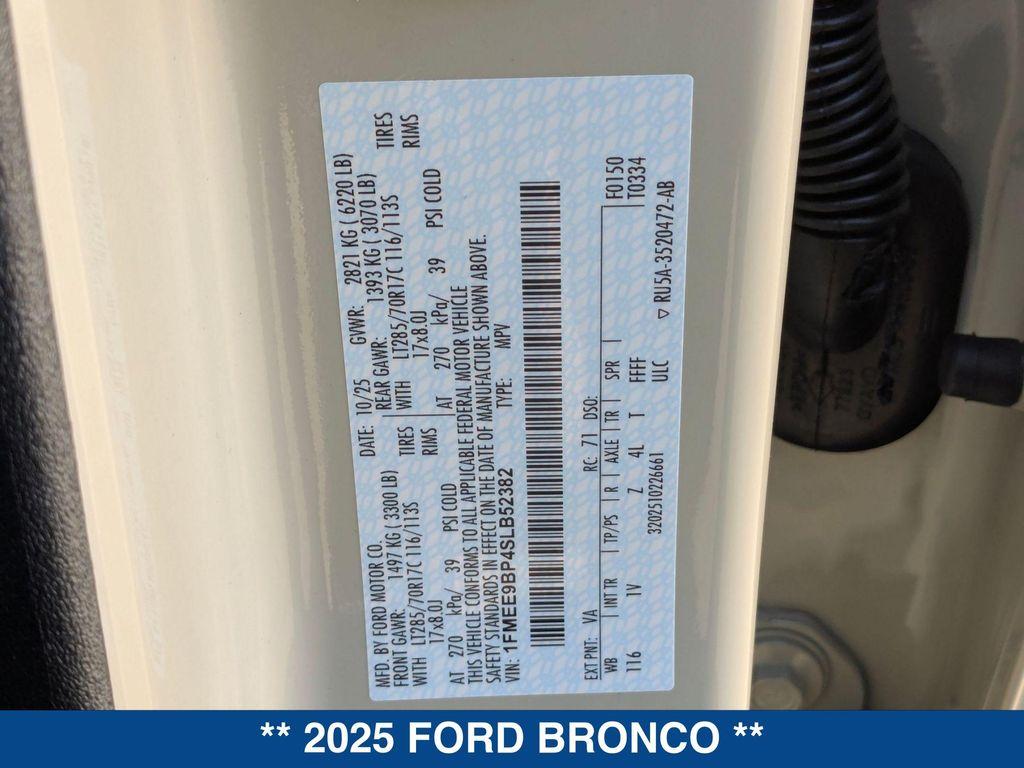 MFD. BY FORD MOTOR CO. DATE: 10/25 GVWR: 2821 KG ( 6220 LB)
FRONT GAWR: 1497 KG ( 3300 LB) REAR GAWR: 1393 KG ( 3070 LB)
WITH LT285/70R17C 116/113S TIRES WITH LT285/70R17C 116/113S TIRES
17x8.0J RIMS 17x8.0J RIMS
AT 270 kPa/ 39 PSI COLD AT 270 kPa/ 39 PSI COLD
THIS VEHICLE CONFORMS TO ALL APPLICABLE FEDERAL MOTOR VEHICLE
SAFETY STANDARDS IN EFFECT ON THE DATE OF MANUFACTURE SHOWN ABOVE.
VIN: 1FMEE9BP4SLB52382 TYPE: MPV
EXT PNT: VA RC: 71 DSO: F0150
WB INT TR TP/PS R AXLE TR SPR T0334
116 1V Z 4L T FFFF
3202510226661 ULC
RU5A-3520472-AB
** 2025 FORD BRONCO **